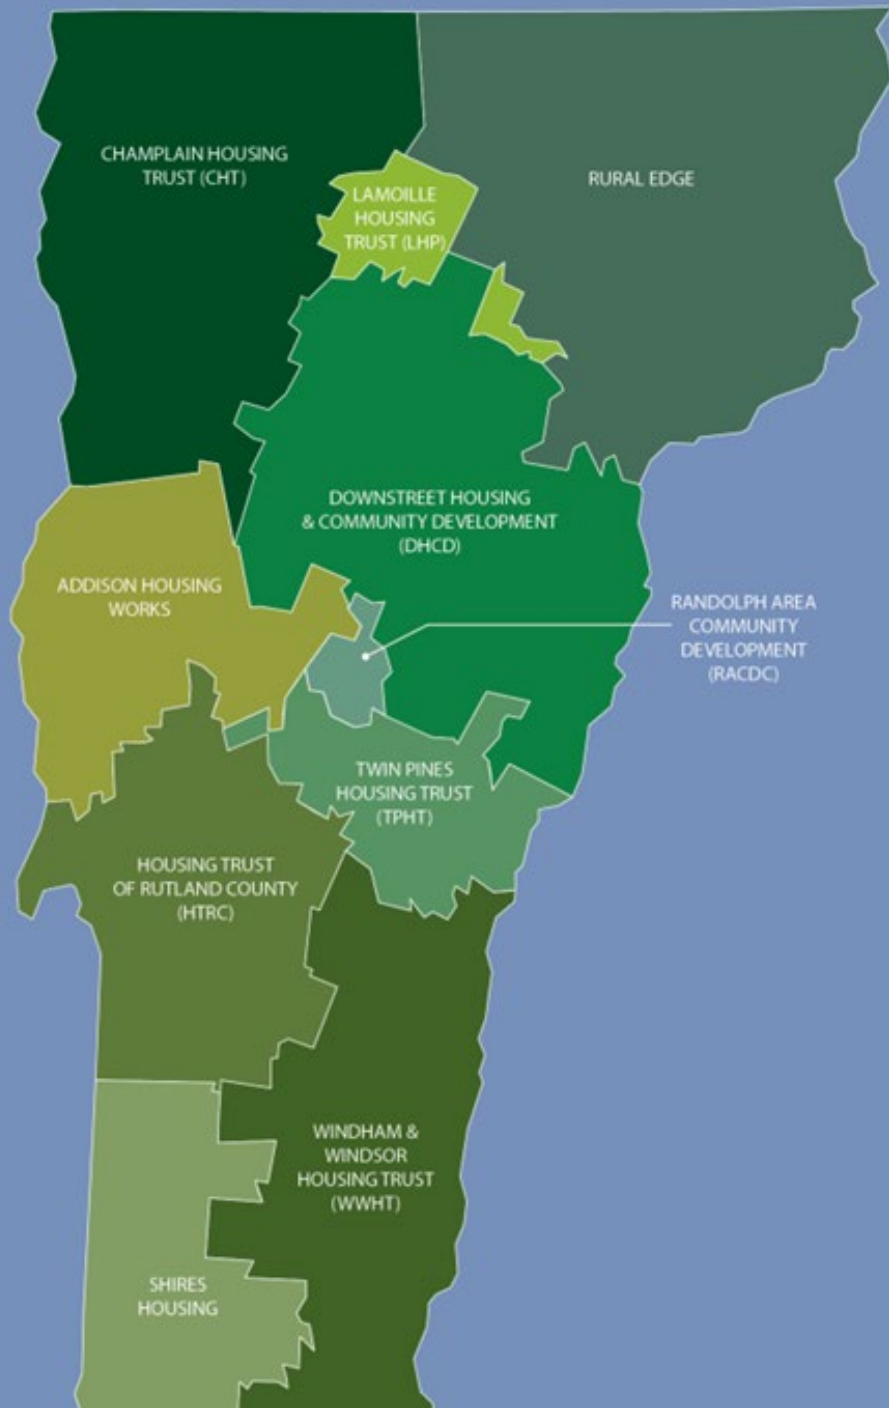 CHAMPLAIN HOUSING
TRUST (CHT)
RURAL EDGE
LAMOILLE
HOUSING
TRUST (LHP)
DOWNSTREET HOUSING
& COMMUNITY DEVELOPMENT
(DHCD)
ADDISON HOUSING
WORKS
RANDOLPH AREA
COMMUNITY
DEVELOPMENT
(RACDC)
TWIN PINES
HOUSING TRUST
(TPHT)
HOUSING TRUST
OF RUTLAND COUNTY
(HTRC)
WINDHAM &
WINDSOR
HOUSING TRUST
(WWHT)
SHIRES
HOUSING